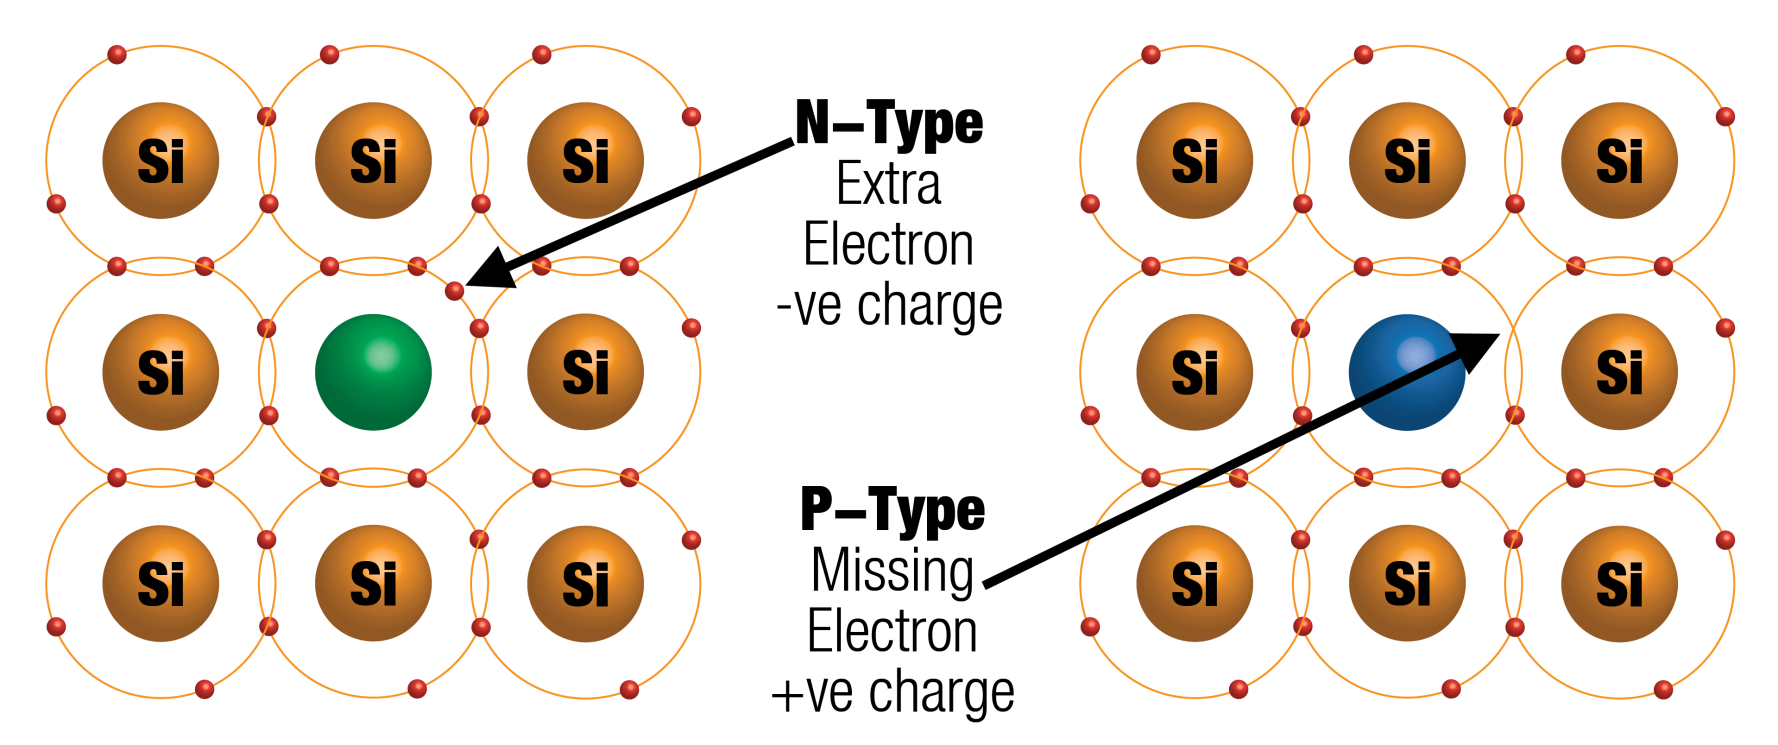 Si Si Si
N–Type
Extra
Electron
-ve charge
Si Si Si
Si Si
Si Si
P–Type
Missing
Electron
+ve charge
Si Si Si
Si Si Si